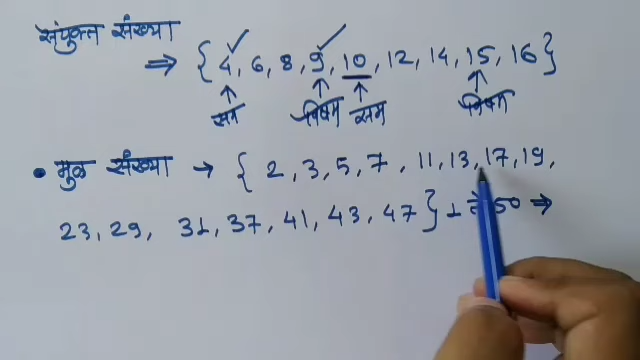 संयुक्त संख्या
⇒ {4, 6, 8, 9, 10, 12, 14, 15, 16}
↑ ↑ ↑ ↑
सम विषम सम विषम
• मुळ संख्या → { 2, 3, 5, 7, 11, 13, 17, 19,
23, 29, 31, 37, 41, 43, 47} 1 ते 50 ⇒